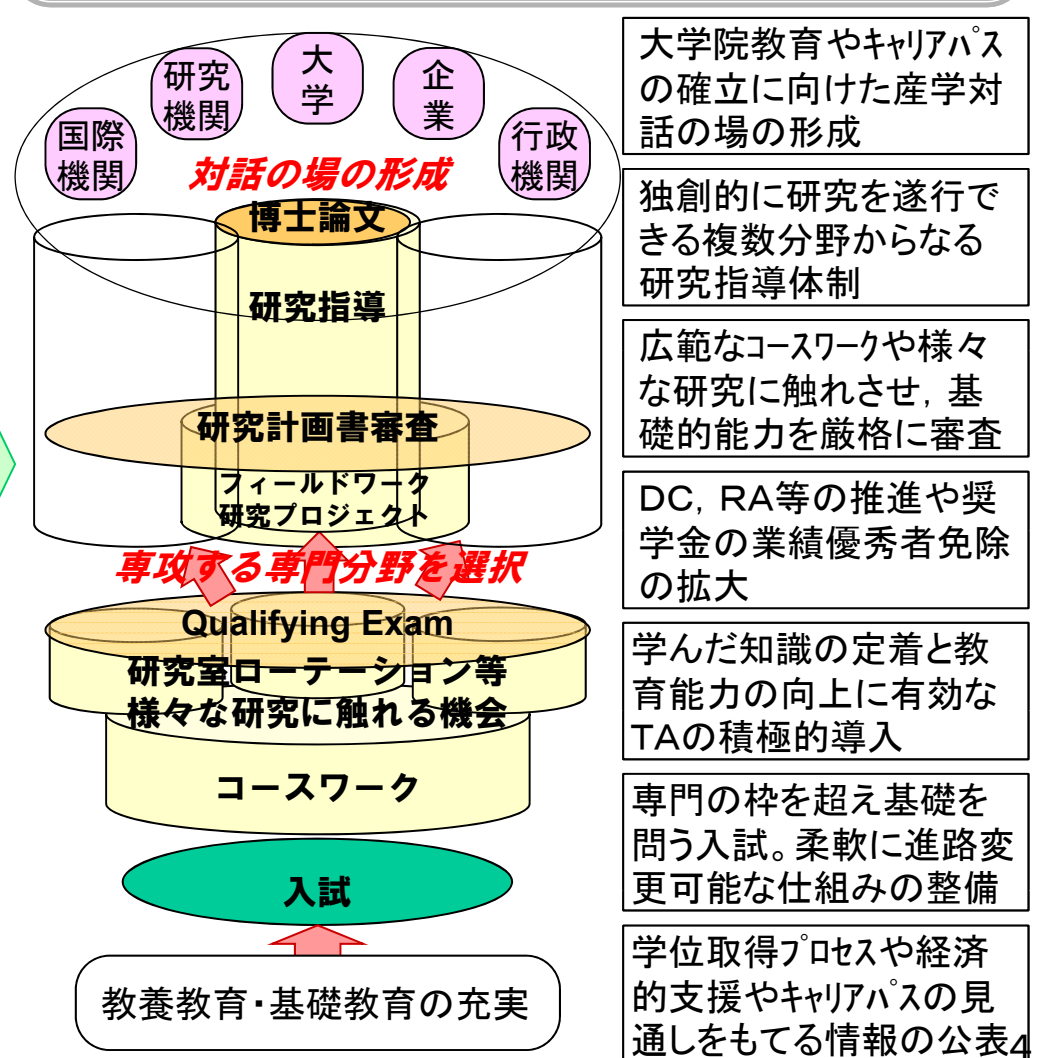 国際
機関
研究
機関
大
学
企
業
行政
機関
対話の場の形成
博士論文
研究指導
研究計画書審査
フィールドワーク
研究プロジェクト
専攻する専門分野を選択
Qualifying Exam
研究室ローテーション等
様々な研究に触れる機会
コースワーク
入試
教養教育・基礎教育の充実
大学院教育やｷｬﾘｱﾊﾟｽ
の確立に向けた産学対
話の場の形成
独創的に研究を遂行で
きる複数分野からなる
研究指導体制
広範なｺｰｽﾜｰｸや様々
な研究に触れさせ，基
礎的能力を厳格に審査
ＤＣ，ＲＡ等の推進や奨
学金の業績優秀者免除
の拡大
学んだ知識の定着と教
育能力の向上に有効な
ＴＡの積極的導入
専門の枠を超え基礎を
問う入試。柔軟に進路変
更可能な仕組みの整備
学位取得ﾌﾟﾛｾｽや経済
的支援やｷｬﾘｱﾊﾟｽの見
通しをもてる情報の公表
4